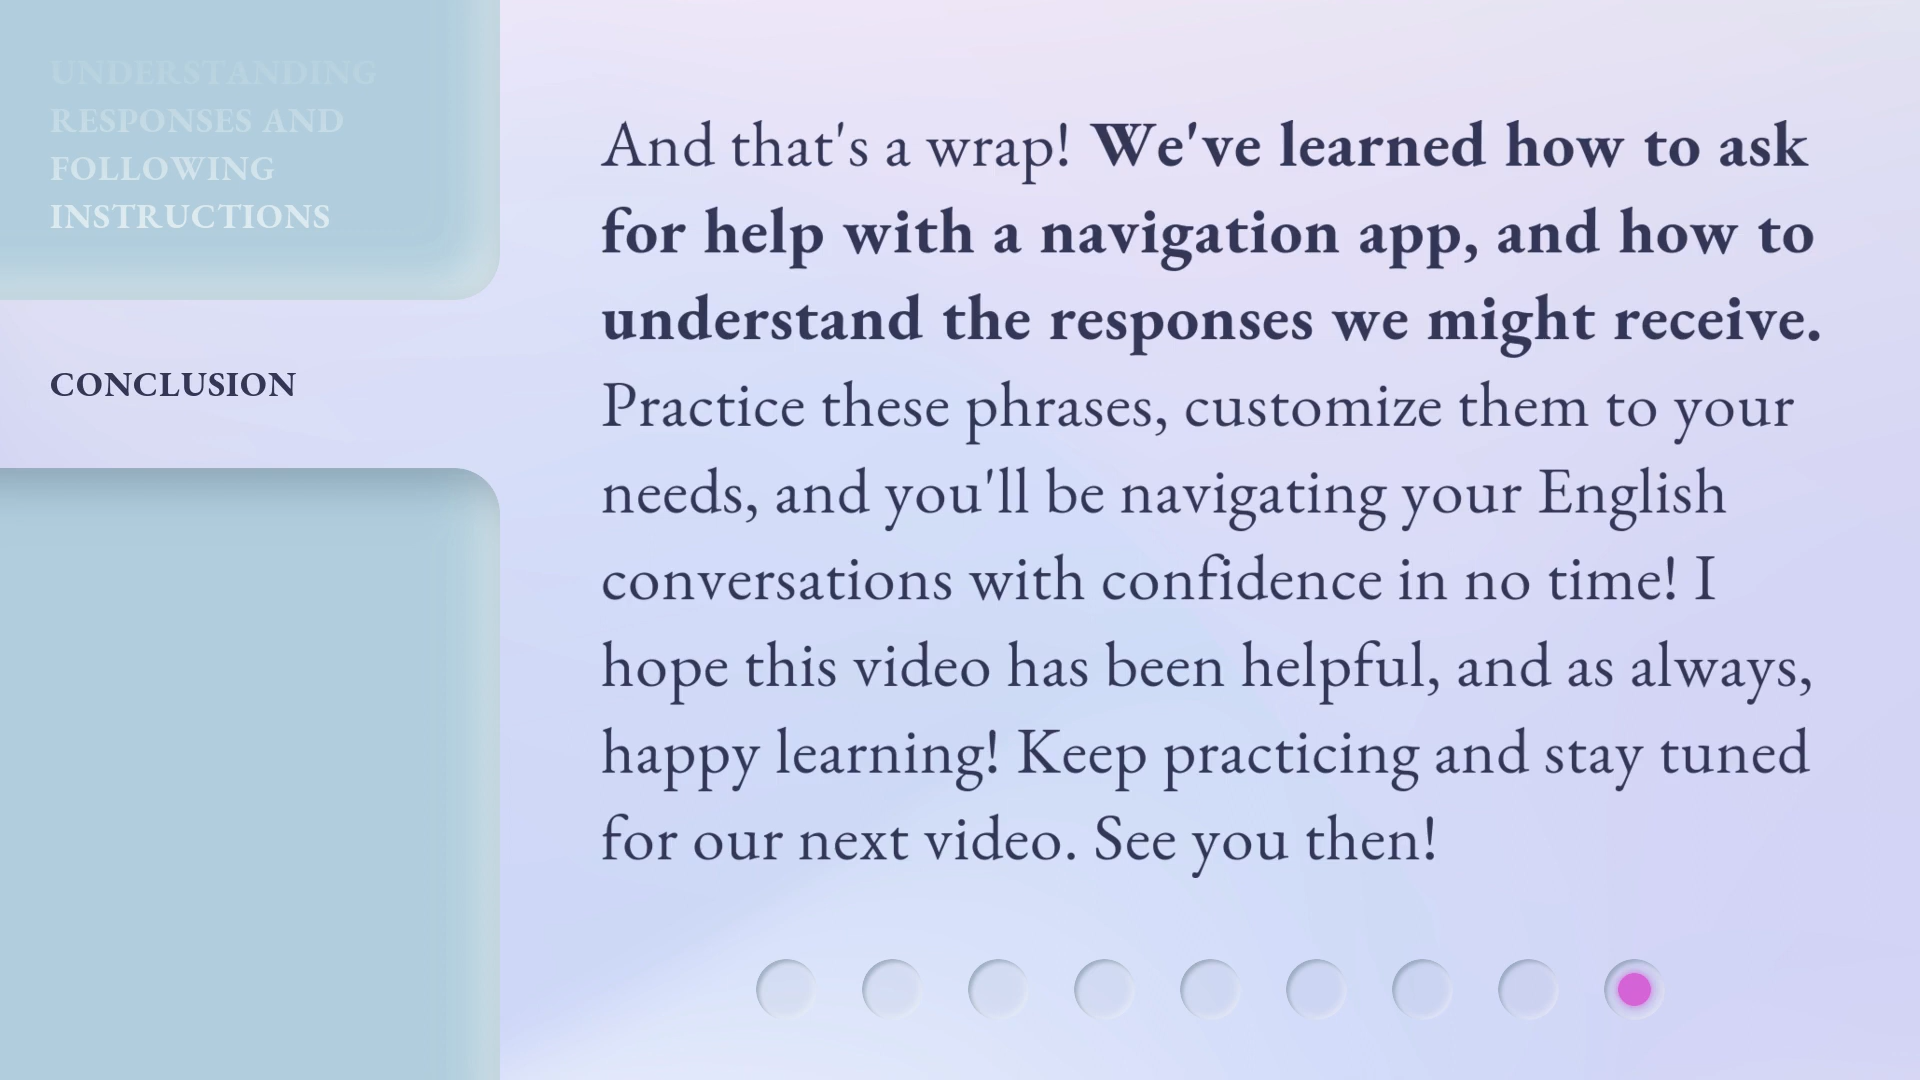 UNDERSTANDING
RESPONSES AND
FOLLOWING
INSTRUCTIONS
CONCLUSION
And that's a wrap! We've learned how to ask
for help with a navigation app, and how to
understand the responses we might receive.
Practice these phrases, customize them to your
needs, and you'll be navigating your English
conversations with confidence in no time! I
hope this video has been helpful, and as always,
happy learning! Keep practicing and stay tuned
for our next video. See you then!